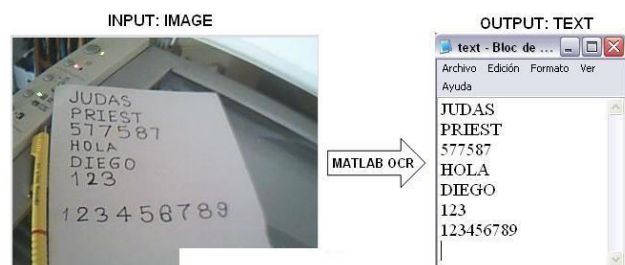 INPUT: IMAGE
OUTPUT: TEXT
JUDAS
PRIEST
577587
HOLA
DIEGO
123
123456789
MATLAB OCR
text - Bloc de ...
Archivo Edición Formato Ver
Ayuda
JUDAS
PRIEST
577587
HOLA
DIEGO
123
123456789